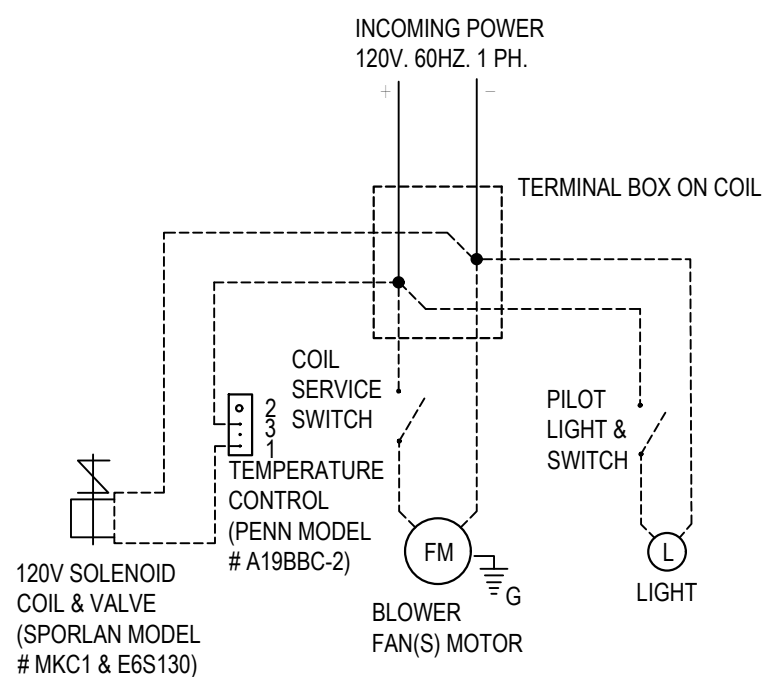 INCOMING POWER
120V. 60HZ. 1 PH.
+
–
TERMINAL BOX ON COIL
COIL
SERVICE
SWITCH
2
3
1
TEMPERATURE
CONTROL
(PENN MODEL
# A19BBC-2)
PILOT
LIGHT &
SWITCH
120V SOLENOID
COIL & VALVE
(SPORLAN MODEL
# MKC1 & E6S130)
FM
G
BLOWER
FAN(S) MOTOR
L
LIGHT